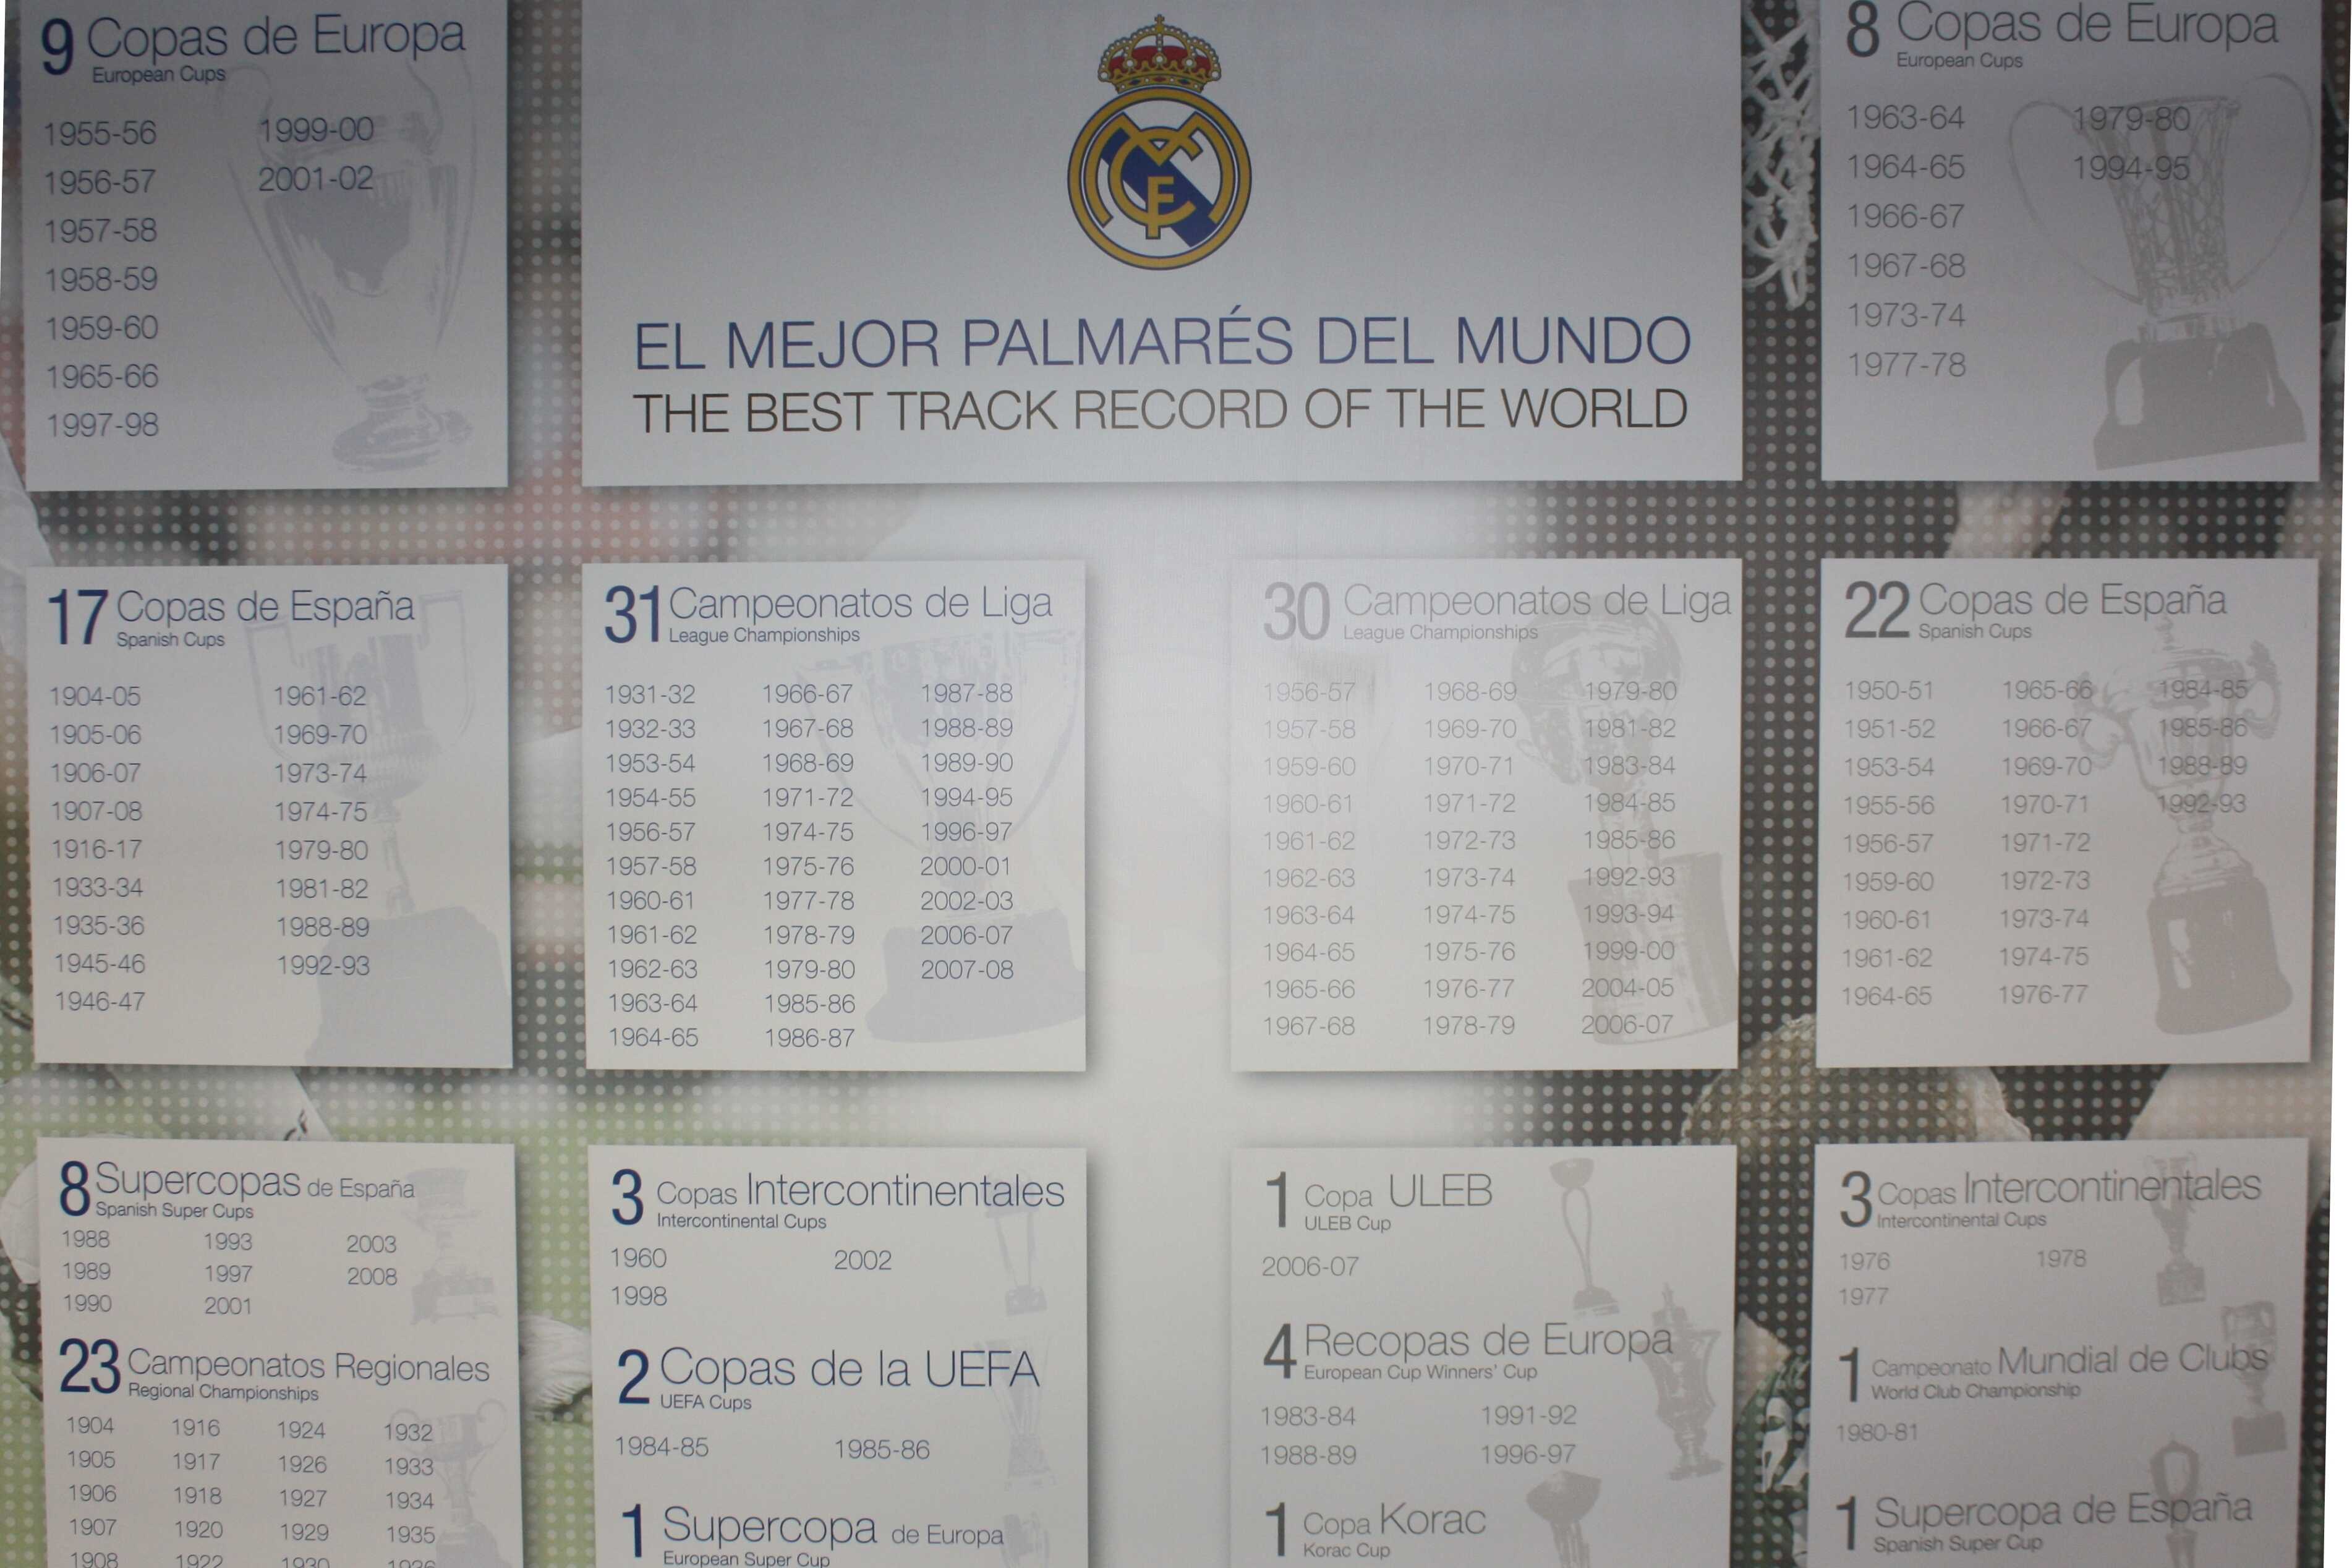 9 Copas de Europa
European Cups
1955-56 1999-00
1956-57 2001-02
1957-58
1958-59
1959-60
1965-66
1997-98
EL MEJOR PALMARÉS DEL MUNDO
THE BEST TRACK RECORD OF THE WORLD
8 Copas de Europa
European Cups
1963-64 1979-80
1964-65 1994-95
1966-67
1967-68
1973-74
1977-78
17 Copas de España
Spanish Cups
1904-05 1961-62
1905-06 1969-70
1906-07 1973-74
1907-08 1974-75
1916-17 1979-80
1933-34 1981-82
1935-36 1988-89
1945-46 1992-93
1946-47
31 Campeonatos de Liga
League Championships
1931-32 1966-67 1987-88
1932-33 1967-68 1988-89
1953-54 1968-69 1989-90
1954-55 1971-72 1994-95
1956-57 1974-75 1996-97
1957-58 1975-76 2000-01
1960-61 1977-78 2002-03
1961-62 1978-79 2006-07
1962-63 1979-80 2007-08
1963-64 1985-86
1964-65 1986-87
30 Campeonatos de Liga
League Championships
1956-57 1968-69 1979-80
1957-58 1969-70 1981-82
1959-60 1970-71 1983-84
1960-61 1971-72 1984-85
1961-62 1972-73 1985-86
1962-63 1973-74 1992-93
1963-64 1974-75 1993-94
1964-65 1975-76 1999-00
1965-66 1976-77 2004-05
1967-68 1978-79 2006-07
22 Copas de España
Spanish Cups
1950-51 1965-66 1984-85
1951-52 1966-67 1985-86
1953-54 1969-70 1988-89
1955-56 1970-71 1992-93
1956-57 1971-72
1959-60 1972-73
1960-61 1973-74
1961-62 1974-75
1964-65 1976-77
8 Supercopas de España
Spanish Super Cups
1988 1993 2003
1989 1997 2008
1990 2001
23 Campeonatos Regionales
Regional Championships
1904 1916 1924 1932
1905 1917 1926 1933
1906 1918 1927 1934
1907 1920 1929 1935
1908 1922 1930 1936
3 Copas Intercontinentales
Intercontinental Cups
1960 2002
1998
2 Copas de la UEFA
UEFA Cups
1984-85 1985-86
1 Supercopa de Europa
European Super Cup
1 Copa ULEB
ULEB Cup
2006-07
4 Recopas de Europa
European Cup Winners' Cup
1983-84 1991-92
1988-89 1996-97
1 Copa Korac
Korac Cup
3 Copas Intercontinentales
Intercontinental Cups
1976 1978
1977
1 Campeonato Mundial de Clubs
World Club Championship
1980-81
1 Supercopa de España
Spanish Super Cup